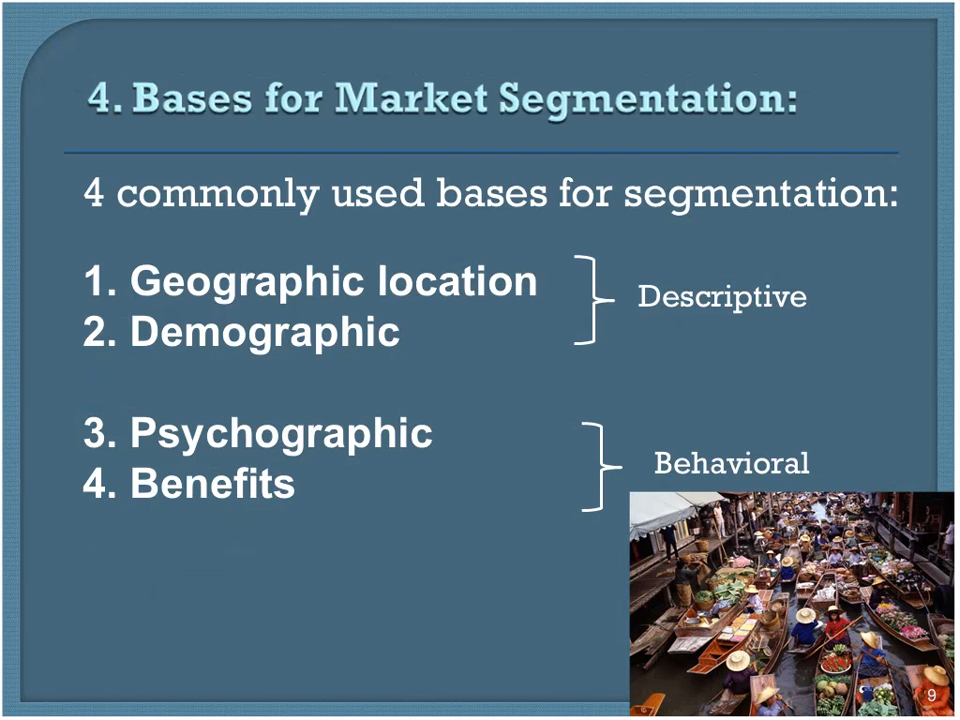 4. Bases for Market Segmentation:
4 commonly used bases for segmentation:
1. Geographic location
2. Demographic
Descriptive
3. Psychographic
4. Benefits
Behavioral
9